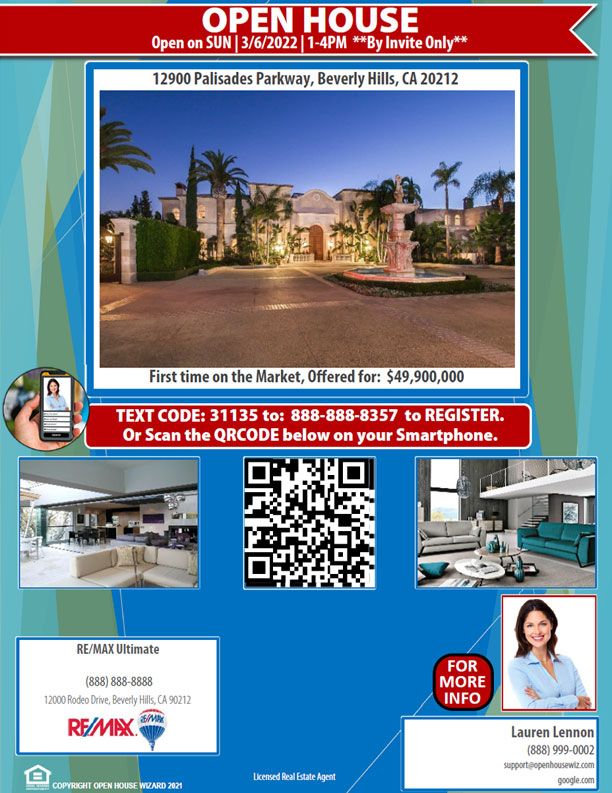 OPEN HOUSE
Open on SUN | 3/6/2022 | 1-4PM **By Invite Only**
12900 Palisades Parkway, Beverly Hills, CA 20212
First time on the Market, Offered for: $49,900,000
TEXT CODE: 31135 to: 888-888-8357 to REGISTER.
Or Scan the QRCODE below on your Smartphone.
RE/MAX Ultimate
(888) 888-8888
12000 Rodeo Drive, Beverly Hills, CA 90212
RE/MAX
RE/MAX
FOR
MORE
INFO
Lauren Lennon
(888) 999-0002
support@openhousewiz.com
google.com
Licensed Real Estate Agent
COPYRIGHT OPEN HOUSE WIZARD 2021